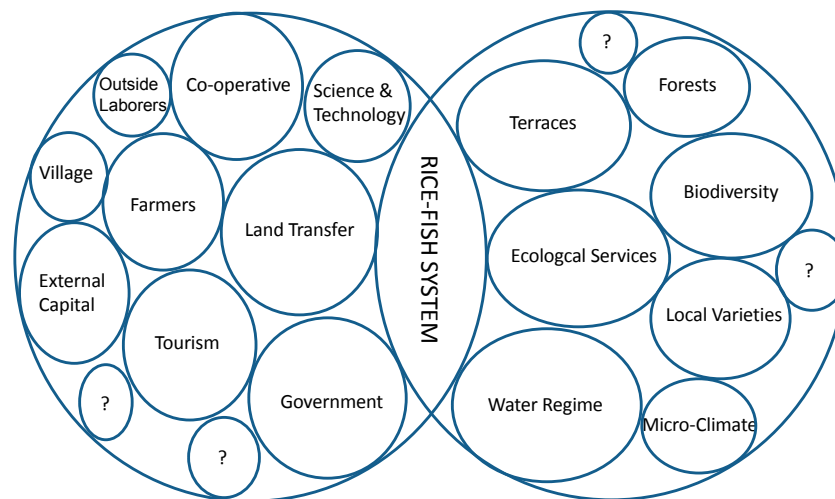 Outside
Laborers
Co-operative
Science &
Technology
Village
Farmers
Land Transfer
External
Capital
Tourism
Government
?
?
RICE-FISH SYSTEM
?
Forests
Terraces
Biodiversity
Ecologcal Services
?
Local Varieties
Water Regime
Micro-Climate